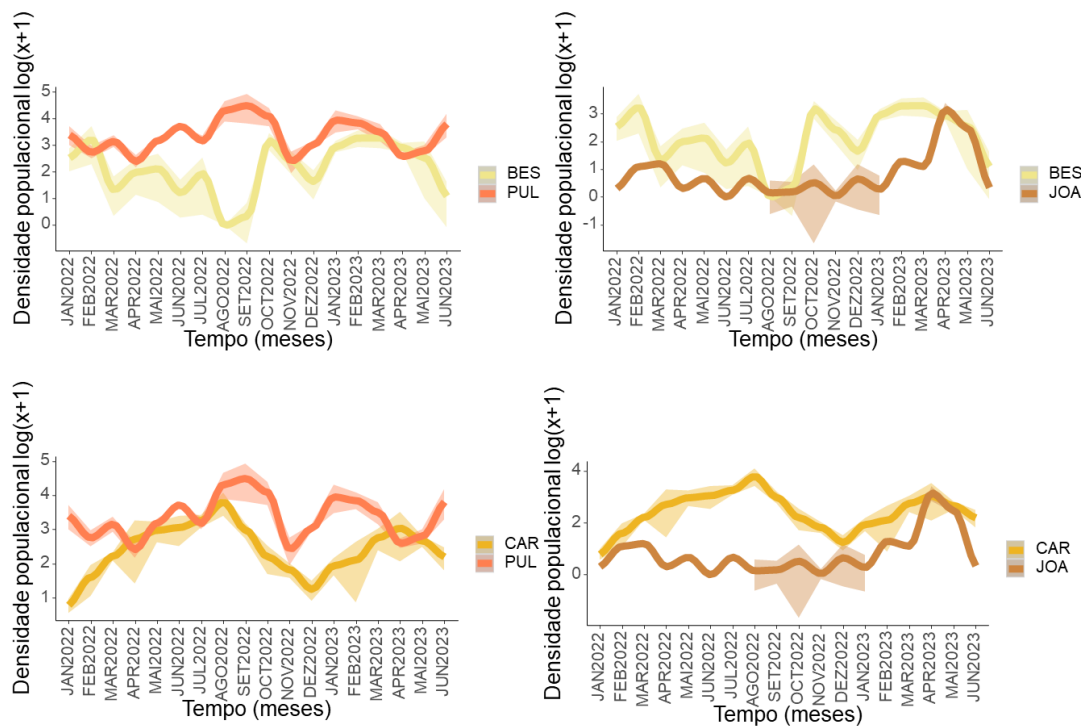 Densidade populacional log(x+1)
5
4
3
2
1
0
JAN2022
FEB2022
MAR2022
APR2022
MAI2022
JUN2022
JUL2022
AGO2022
SET2022
OCT2022
NOV2022
DEZ2022
JAN2023
FEB2023
MAR2023
APR2023
MAI2023
JUN2023
Tempo (meses)
BES
PUL
Densidade populacional log(x+1)
3
2
1
0
-1
JAN2022
FEB2022
MAR2022
APR2022
MAI2022
JUN2022
JUL2022
AGO2022
SET2022
OCT2022
NOV2022
DEZ2022
JAN2023
FEB2023
MAR2023
APR2023
MAI2023
JUN2023
Tempo (meses)
BES
JOA
Densidade populacional log(x+1)
5
4
3
2
1
JAN2022
FEB2022
MAR2022
APR2022
MAI2022
JUN2022
JUL2022
AGO2022
SET2022
OCT2022
NOV2022
DEZ2022
JAN2023
FEB2023
MAR2023
APR2023
MAI2023
JUN2023
Tempo (meses)
CAR
PUL
Densidade populacional log(x+1)
4
2
0
JAN2022
FEB2022
MAR2022
APR2022
MAI2022
JUN2022
JUL2022
AGO2022
SET2022
OCT2022
NOV2022
DEZ2022
JAN2023
FEB2023
MAR2023
APR2023
MAI2023
JUN2023
Tempo (meses)
CAR
JOA